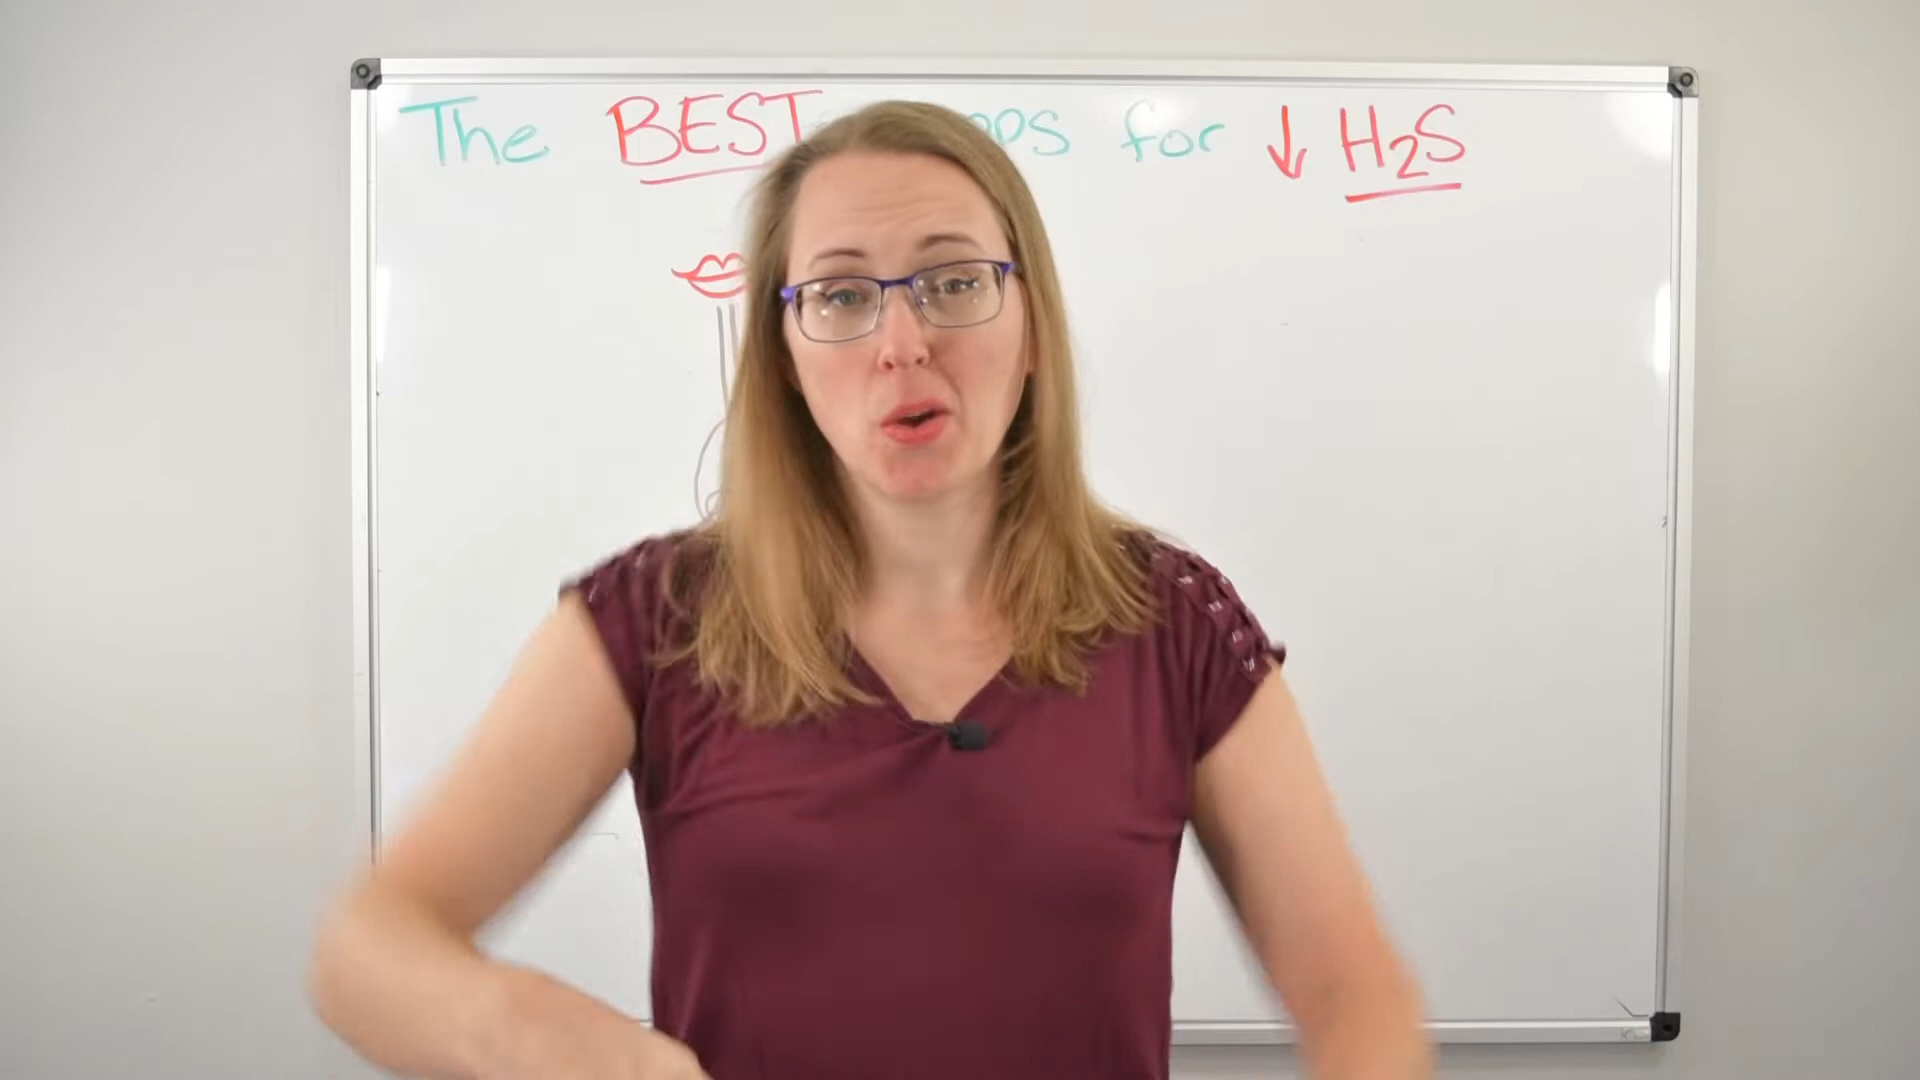 The BEST for ↓ H₂S